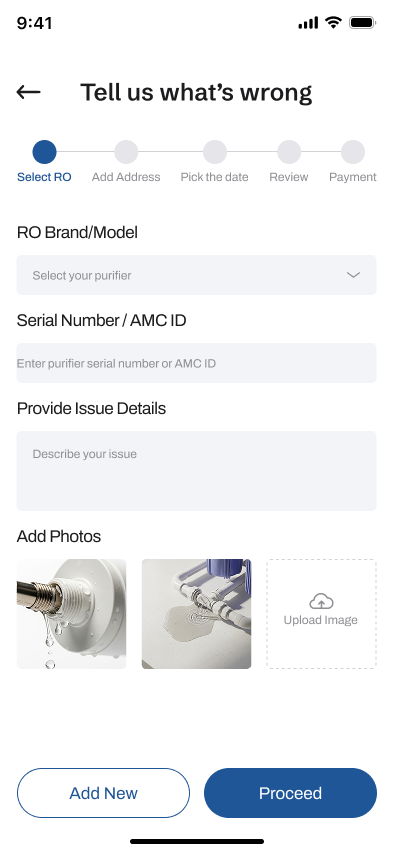 9:41
Tell us what's wrong
Select RO Add Address Pick the date Review Payment
RO Brand/Model
Select your purifier
Serial Number / AMC ID
Enter purifier serial number or AMC ID
Provide Issue Details
Describe your issue
Add Photos
Upload Image
Add New Proceed